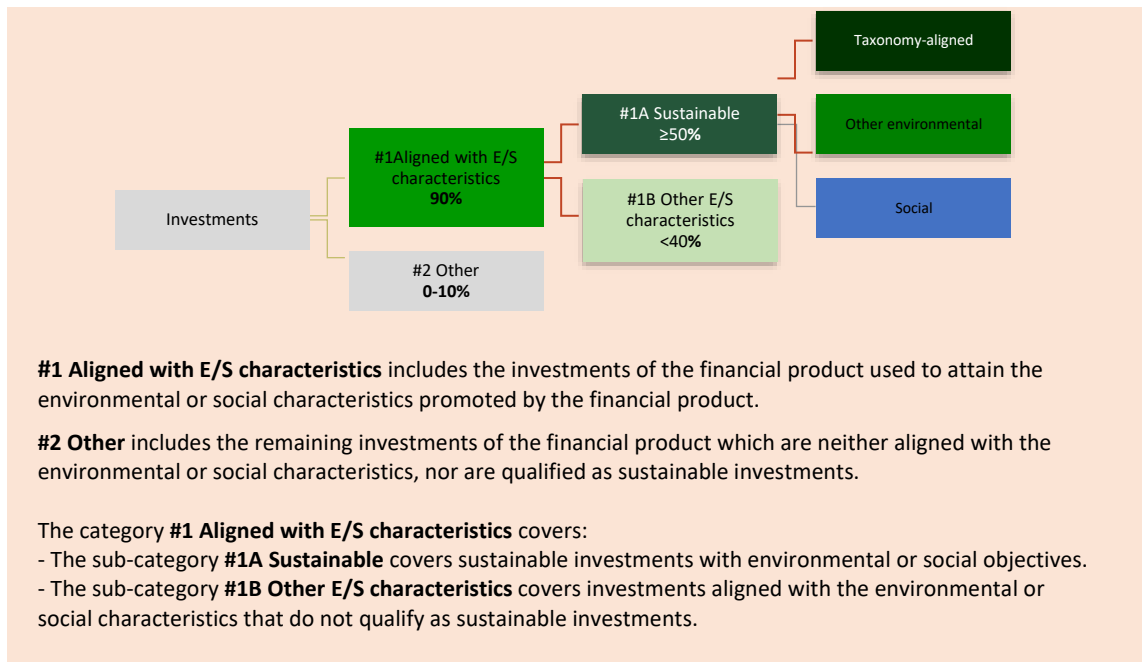 Taxonomy-aligned
#1A Sustainable
≥50%
Other environmental
#1Aligned with E/S
characteristics
90%
#1B Other E/S
characteristics
<40%
Social
Investments
#2 Other
0-10%
#1 Aligned with E/S characteristics includes the investments of the financial product used to attain the
environmental or social characteristics promoted by the financial product.
#2 Other includes the remaining investments of the financial product which are neither aligned with the
environmental or social characteristics, nor are qualified as sustainable investments.
The category #1 Aligned with E/S characteristics covers:
- The sub-category #1A Sustainable covers sustainable investments with environmental or social objectives.
- The sub-category #1B Other E/S characteristics covers investments aligned with the environmental or
social characteristics that do not qualify as sustainable investments.